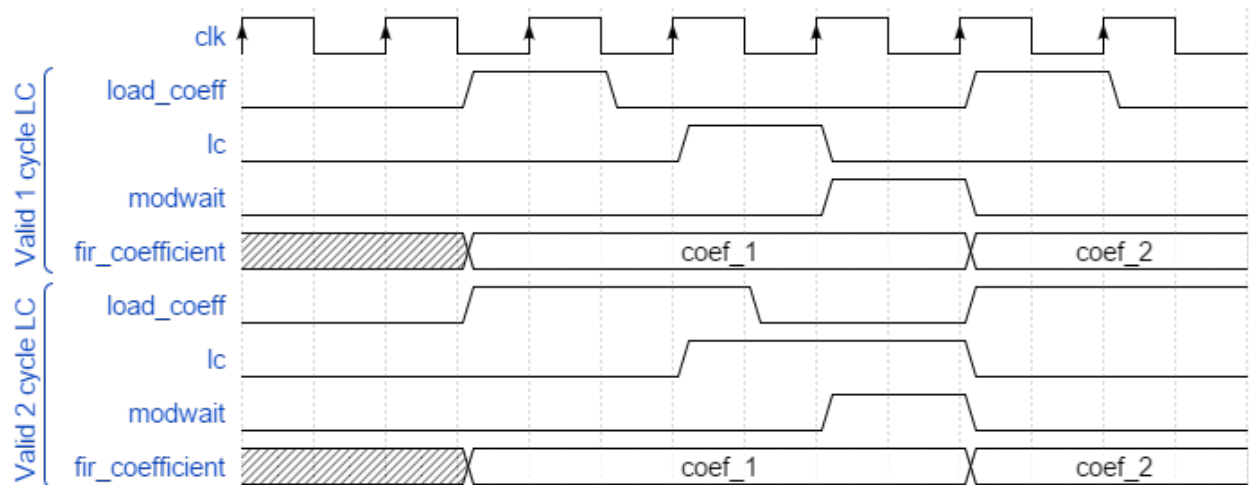 clk
Valid 1 cycle LC
load_coeff
lc
modwait
fir_coefficient
coef_1
coef_2
Valid 2 cycle LC
load_coeff
lc
modwait
fir_coefficient
coef_1
coef_2